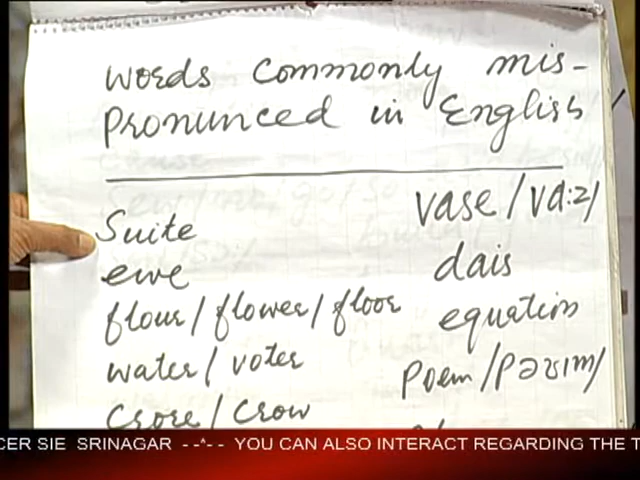 words commonly mis-
pronunced in English
Suite
ewe
flour / flower / floor
water / voter
crore / crow
vase / va:z/
dais
equation
poem /pəʊɪm/
CER SIE SRINAGAR --^-- YOU CAN ALSO INTERACT REGARDING THE T